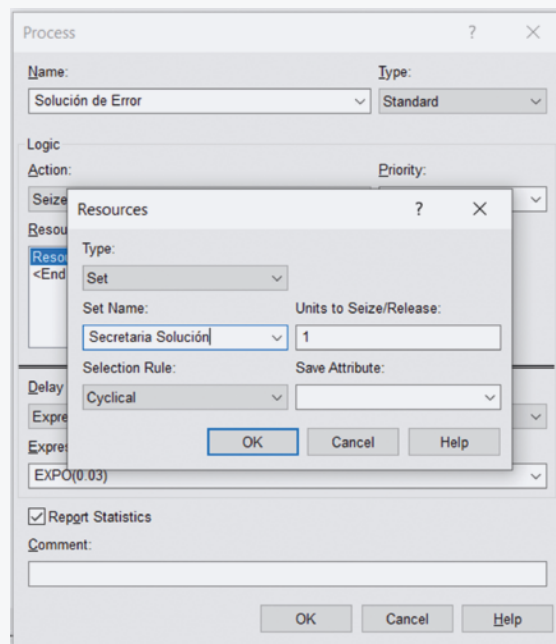 Process ?
Name: Type:
Solución de Error Standard
Logic
Action: Priority:
Seize
Resources ?
Type:
Set
Set Name: Units to Seize/Release:
Secretaria Solución 1
Selection Rule: Save Attribute:
Cyclical
OK Cancel Help
Resou
Resou
<End
Delay
Expre
Expres
EXPO(0.03)
Report Statistics
Comment:
OK Cancel Help